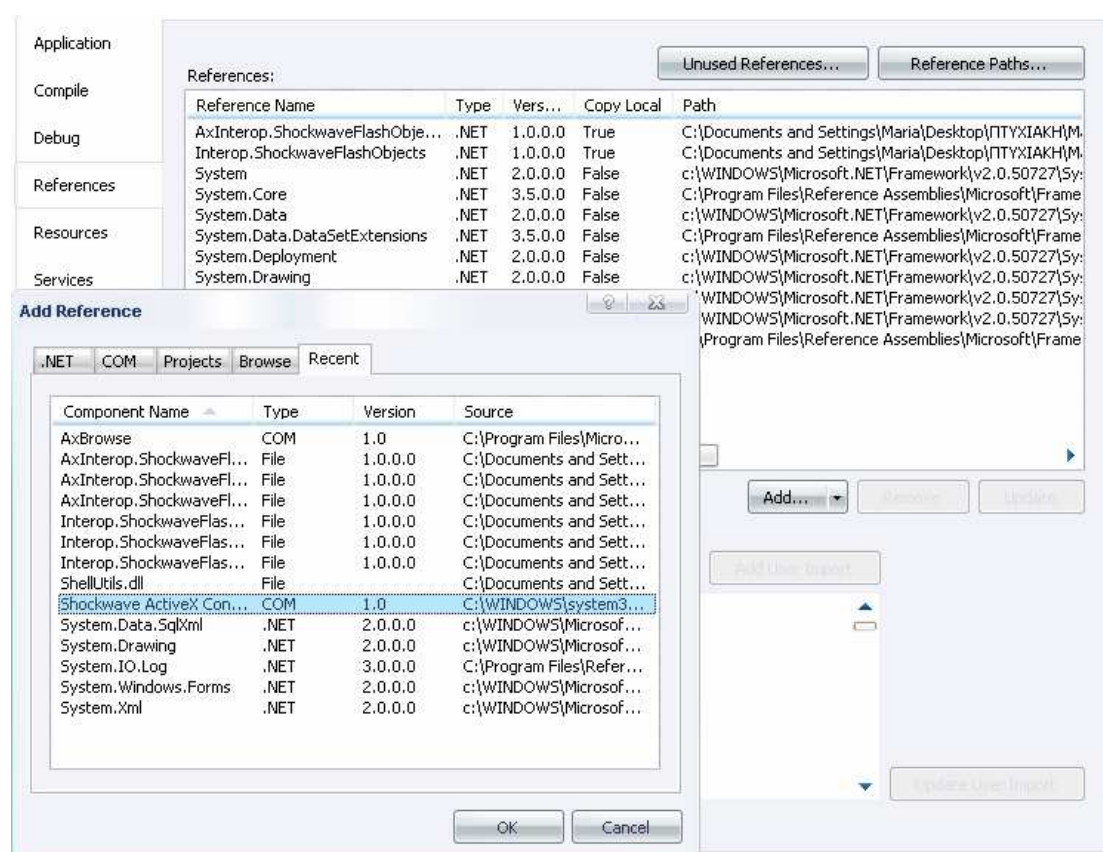 Application
Compile
Debug
References
Resources
Services
Unused References... Reference Paths...
References:
Reference Name Type Vers... Copy Local Path
AxInterop.ShockwaveFlashObje... .NET 1.0.0.0 True C:\Documents and Settings\Maria\Desktop\ΠΤΥΧΙΑΚΗ\M
Interop.ShockwaveFlashObjects .NET 1.0.0.0 True C:\Documents and Settings\Maria\Desktop\ΠΤΥΧΙΑΚΗ\M
System .NET 2.0.0.0 False c:\WINDOWS\Microsoft.NET\Framework\v2.0.50727\Sy
System.Core .NET 3.5.0.0 False C:\Program Files\Reference Assemblies\Microsoft\Frame
System.Data .NET 2.0.0.0 False c:\WINDOWS\Microsoft.NET\Framework\v2.0.50727\Sy
System.Data.DataSetExtensions .NET 3.5.0.0 False C:\Program Files\Reference Assemblies\Microsoft\Frame
System.Deployment .NET 2.0.0.0 False c:\WINDOWS\Microsoft.NET\Framework\v2.0.50727\Sy
System.Drawing .NET 2.0.0.0 False c:\WINDOWS\Microsoft.NET\Framework\v2.0.50727\Sy
\WINDOWS\Microsoft.NET\Framework\v2.0.50727\Sy
\WINDOWS\Microsoft.NET\Framework\v2.0.50727\Sy
\Program Files\Reference Assemblies\Microsoft\Frame
Add... Remove Update
Add User Import
Update User Import
Add Reference
.NET COM Projects Browse Recent
Component Name Type Version Source
AxBrowse COM 1.0 C:\Program Files\Micro...
AxInterop.ShockwaveFl... File 1.0.0.0 C:\Documents and Sett...
AxInterop.ShockwaveFl... File 1.0.0.0 C:\Documents and Sett...
AxInterop.ShockwaveFl... File 1.0.0.0 C:\Documents and Sett...
Interop.ShockwaveFlas... File 1.0.0.0 C:\Documents and Sett...
Interop.ShockwaveFlas... File 1.0.0.0 C:\Documents and Sett...
Interop.ShockwaveFlas... File 1.0.0.0 C:\Documents and Sett...
ShellUtils.dll File C:\Documents and Sett...
Shockwave ActiveX Con... COM 1.0 C:\WINDOWS\system3...
System.Data.SqlXml .NET 2.0.0.0 c:\WINDOWS\Microsof...
System.Drawing .NET 2.0.0.0 c:\WINDOWS\Microsof...
System.IO.Log .NET 3.0.0.0 C:\Program Files\Refer...
System.Windows.Forms .NET 2.0.0.0 c:\WINDOWS\Microsof...
System.Xml .NET 2.0.0.0 c:\WINDOWS\Microsof...
OK Cancel